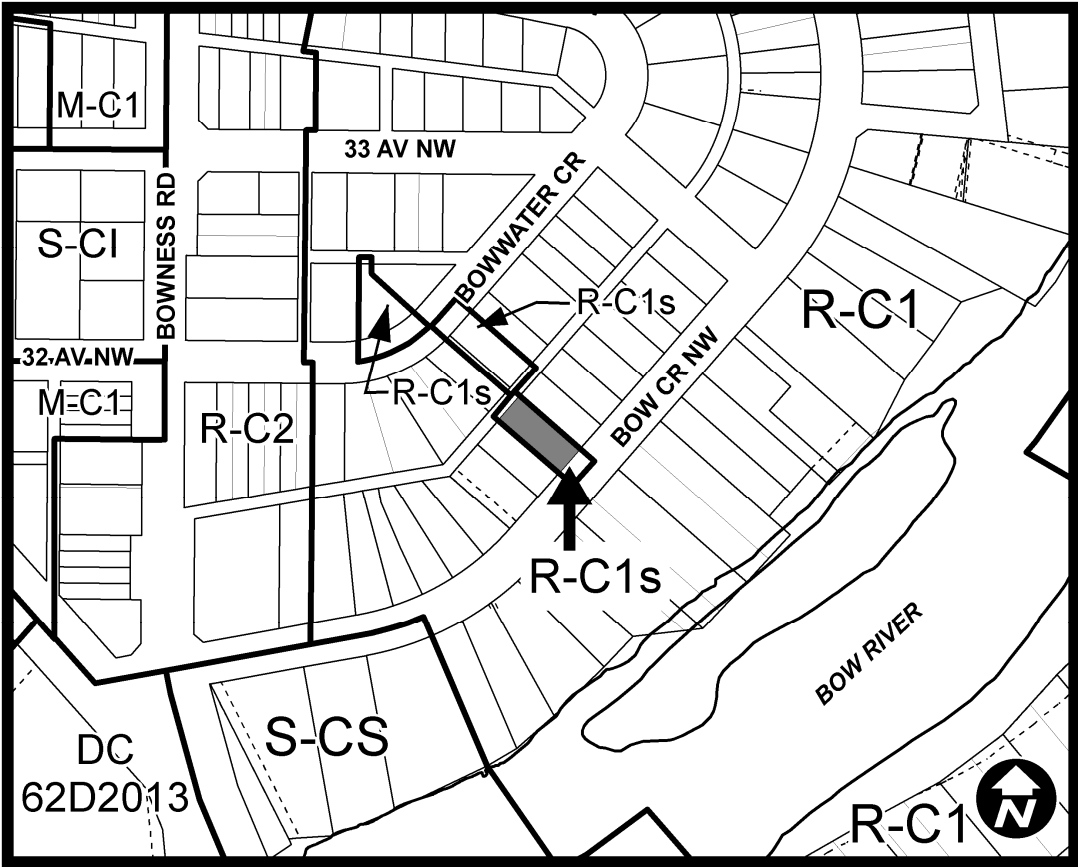 M-C1
33 AV NW
BOWNESS RD
BOWWATER CR
S-CI
R-C1s
R-C1
32 AV NW
R-C1s
M-C1
R-C2
BOW CR NW
R-C1s
BOW RIVER
S-CS
DC
62D2013
R-C1
N